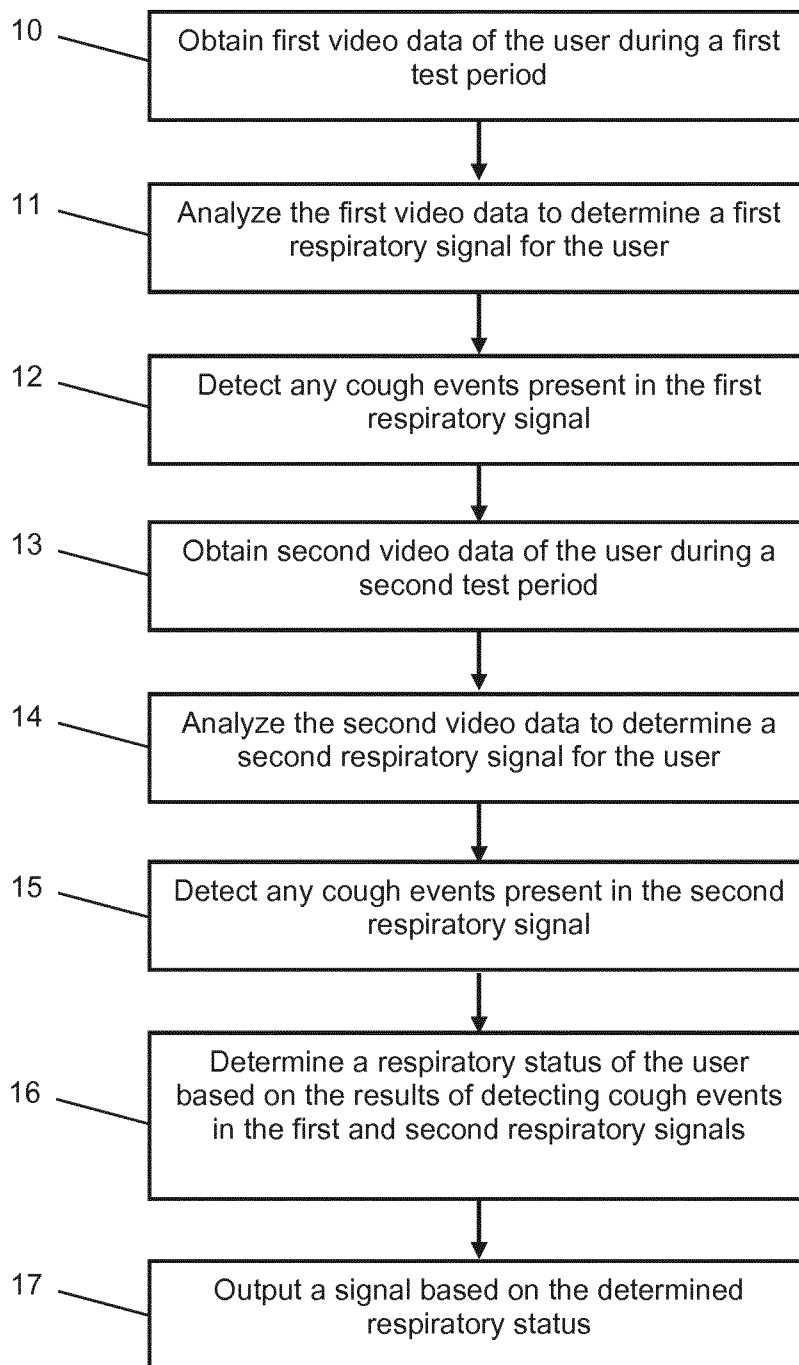 10
Obtain first video data of the user during a first
test period
11
Analyze the first video data to determine a first
respiratory signal for the user
12
Detect any cough events present in the first
respiratory signal
13
Obtain second video data of the user during a
second test period
14
Analyze the second video data to determine a
second respiratory signal for the user
15
Detect any cough events present in the second
respiratory signal
16
Determine a respiratory status of the user
based on the results of detecting cough events
in the first and second respiratory signals
17
Output a signal based on the determined
respiratory status